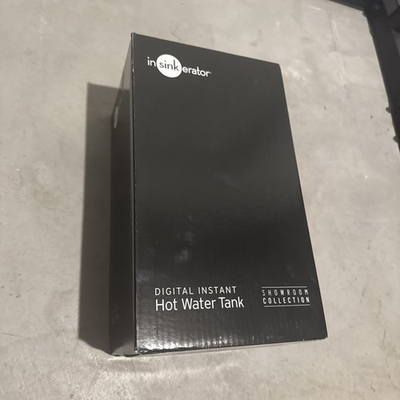 insinkerator
DIGITAL INSTANT
Hot Water Tank
SHOWROOM
COLLECTION